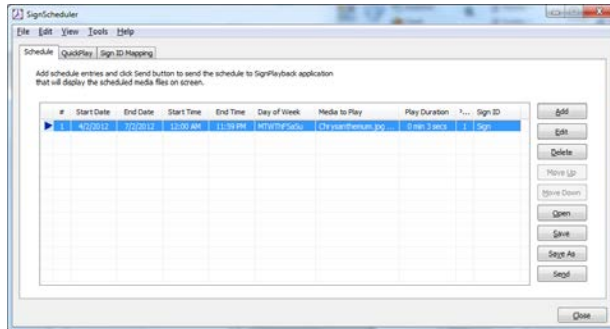 SignScheduler
File Edit View Tools Help
Schedule QuickPlay Sign ID Mapping
Add schedule entries and click Send button to send the schedule to SignPlayback application
that will display the scheduled media files on screen.
# Start Date End Date Start Time End Time Day of Week Media to Play Play Duration Sign ID
1 4/2/2012 7/2/2012 12:00 AM 11:59 PM MTWThFSaSu Chrysanthemum.jpg ... 0 min 3 secs 1 Sign
Add
Edit
Delete
Move Up
Move Down
Open
Save
Save As
Send
Close